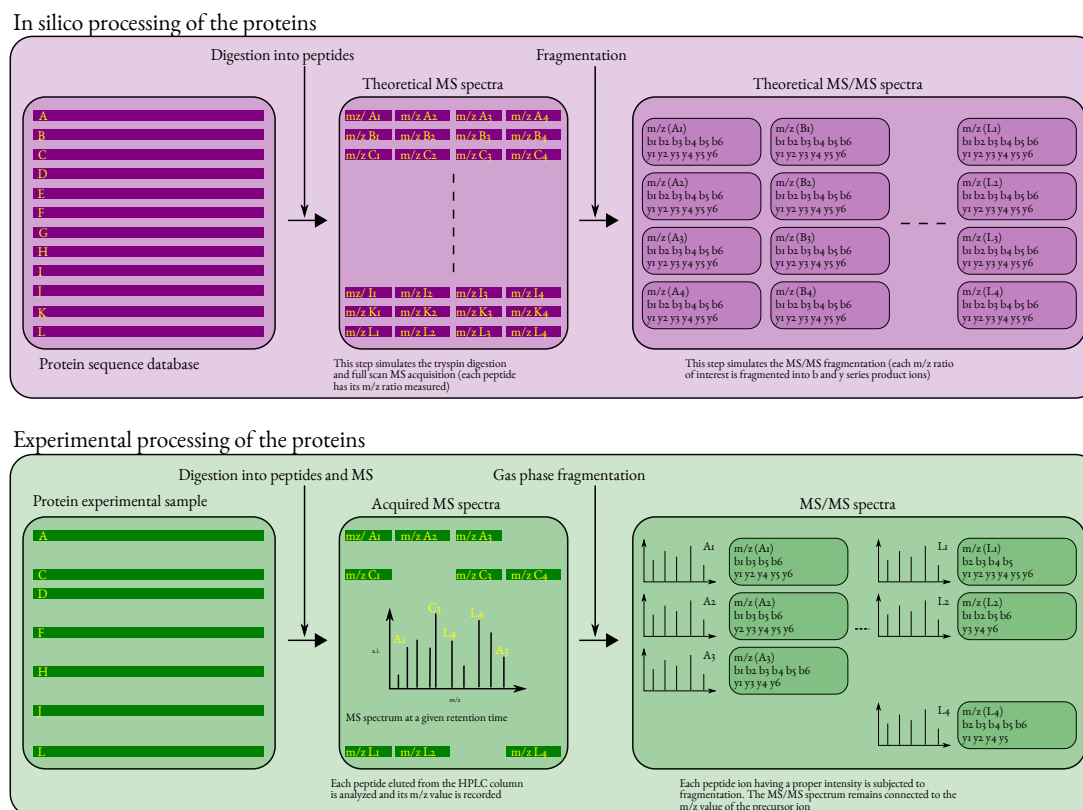 In silico processing of the proteins
Digestion into peptides
Fragmentation
Theoretical MS spectra
Theoretical MS/MS spectra
A
B
C
D
E
F
G
H
I
J
K
L
Protein sequence database
mz/ A1 m/z A2 m/z A3 m/z A4
m/z B1 m/z B2 m/z B3 m/z B4
m/z C1 m/z C2 m/z C3 m/z C4
mz/ I1 m/z I2 m/z I3 m/z I4
m/z K1 m/z K2 m/z K3 m/z K4
m/z L1 m/z L2 m/z L3 m/z L4
This step simulates the tryspin digestion
and full scan MS acquisition (each peptide
has its m/z ratio measured)
m/z (A1)
b1 b2 b3 b4 b5 b6
y1 y2 y3 y4 y5 y6
m/z (B1)
b1 b2 b3 b4 b5 b6
y1 y2 y3 y4 y5 y6
m/z (L1)
b1 b2 b3 b4 b5 b6
y1 y2 y3 y4 y5 y6
m/z (A2)
b1 b2 b3 b4 b5 b6
y1 y2 y3 y4 y5 y6
m/z (B2)
b1 b2 b3 b4 b5 b6
y1 y2 y3 y4 y5 y6
m/z (L2)
b1 b2 b3 b4 b5 b6
y1 y2 y3 y4 y5 y6
m/z (A3)
b1 b2 b3 b4 b5 b6
y1 y2 y3 y4 y5 y6
m/z (B3)
b1 b2 b3 b4 b5 b6
y1 y2 y3 y4 y5 y6
m/z (L3)
b1 b2 b3 b4 b5 b6
y1 y2 y3 y4 y5 y6
m/z (A4)
b1 b2 b3 b4 b5 b6
y1 y2 y3 y4 y5 y6
m/z (B4)
b1 b2 b3 b4 b5 b6
y1 y2 y3 y4 y5 y6
m/z (L4)
b1 b2 b3 b4 b5 b6
y1 y2 y3 y4 y5 y6
This step simulates the MS/MS fragmentation (each m/z ratio
of interest is fragmented into b and y series product ions)
Experimental processing of the proteins
Digestion into peptides and MS
Gas phase fragmentation
Protein experimental sample
Acquired MS spectra
MS/MS spectra
A
C
D
F
H
J
L
mz/ A1 m/z A2 m/z A3
m/z C1 m/z C3 m/z C4
C3
L4
A1
L4
A3
a.i.
m/z
MS spectrum at a given retention time
m/z L1 m/z L2 m/z L4
Each peptide eluted from the HPLC column
is analyzed and its m/z value is recorded
A1
m/z (A1)
b1 b3 b5 b6
y1 y2 y4 y5 y6
L1
m/z (L1)
b2 b3 b4 b5
y1 y2 y3 y4 y5 y6
A2
m/z (A2)
b1 b3 b5 b6
y2 y3 y4 y5 y6
L2
m/z (L2)
b1 b2 b5 b6
y3 y4 y6
A3
m/z (A3)
b1 b2 b3 b4 b5 b6
y1 y3 y4 y6
L4
m/z (L4)
b2 b3 b4 b5 b6
y1 y2 y4 y5
Each peptide ion having a proper intensity is subjected to
fragmentation. The MS/MS spectrum remains connected to the
m/z value of the precursor ion